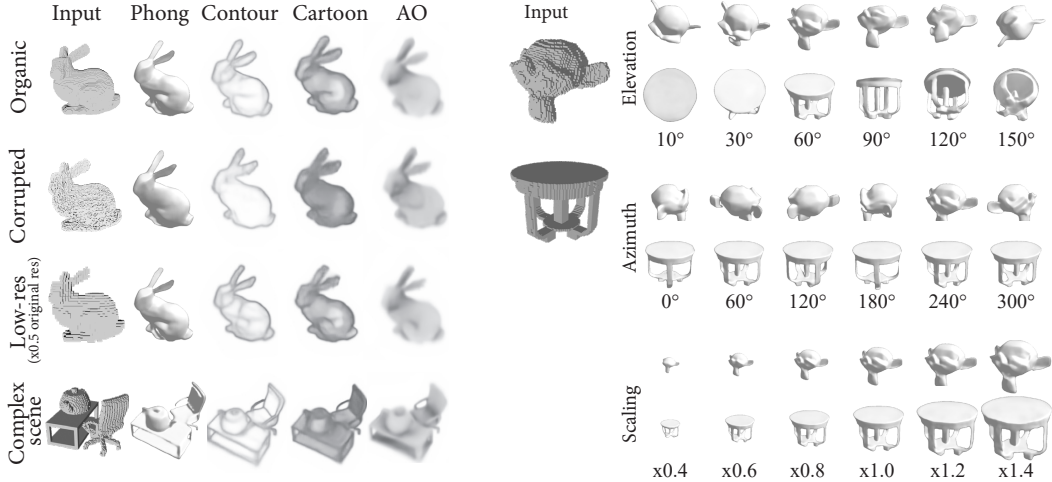 Input Phong Contour Cartoon AO
Organic
Corrupted
Low-res
(x0.5 original res)
Complex
scene
Input
Elevation
10° 30° 60° 90° 120° 150°
Azimuth
0° 60° 120° 180° 240° 300°
Scaling
x0.4 x0.6 x0.8 x1.0 x1.2 x1.4